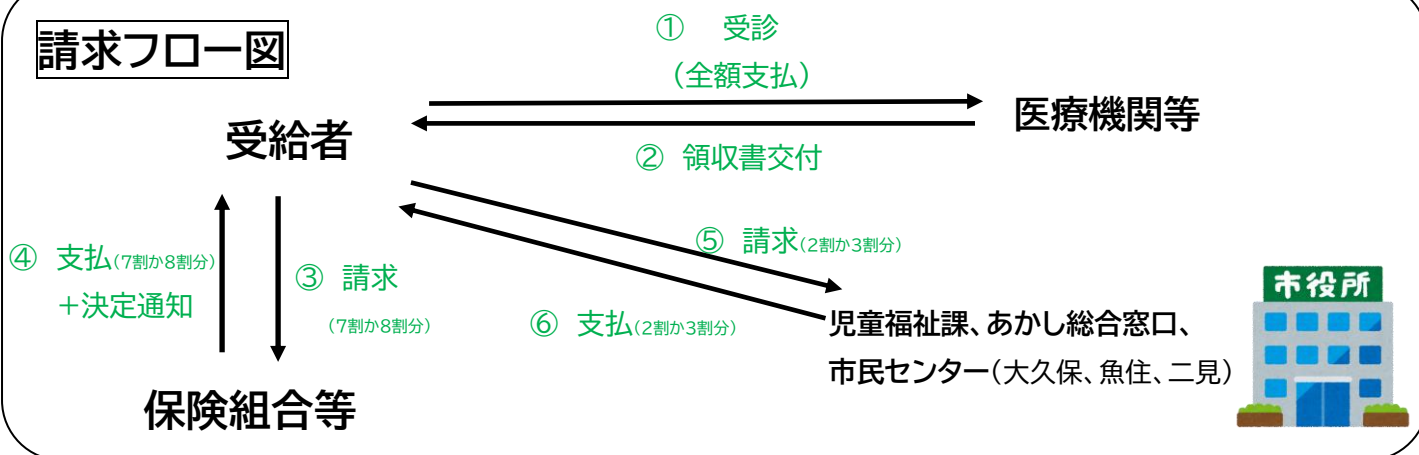 請求フロー図
① 受診
（全額支払）
受給者
医療機関等
② 領収書交付
④ 支払(7割か8割分)
＋決定通知
③ 請求
(7割か8割分)
⑤ 請求(2割か3割分)
⑥ 支払(2割か3割分)
児童福祉課、あかし総合窓口、
市民センター(大久保、魚住、二見)
市役所
保険組合等